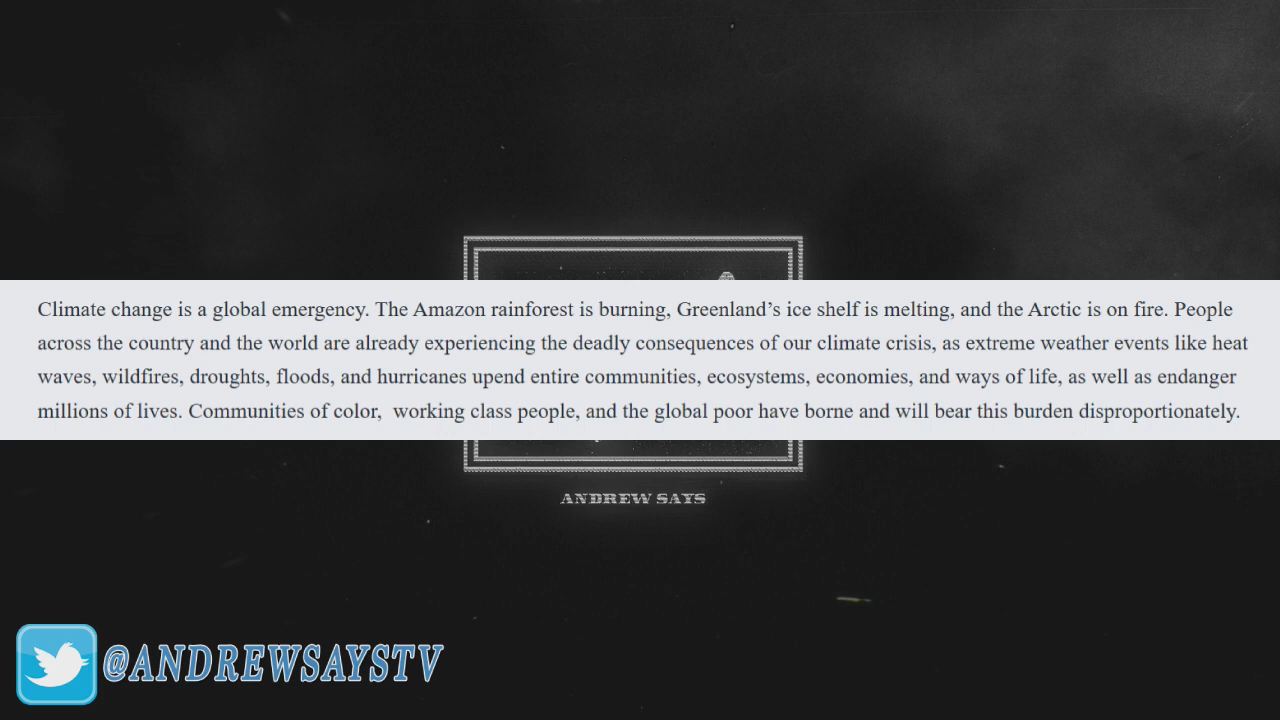 Climate change is a global emergency. The Amazon rainforest is burning, Greenland’s ice shelf is melting, and the Arctic is on fire. People
across the country and the world are already experiencing the deadly consequences of our climate crisis, as extreme weather events like heat
waves, wildfires, droughts, floods, and hurricanes upend entire communities, ecosystems, economies, and ways of life, as well as endanger
millions of lives. Communities of color,  working class people, and the global poor have borne and will bear this burden disproportionately.
ANDREW SAYS
@ANDREWSAYSTV